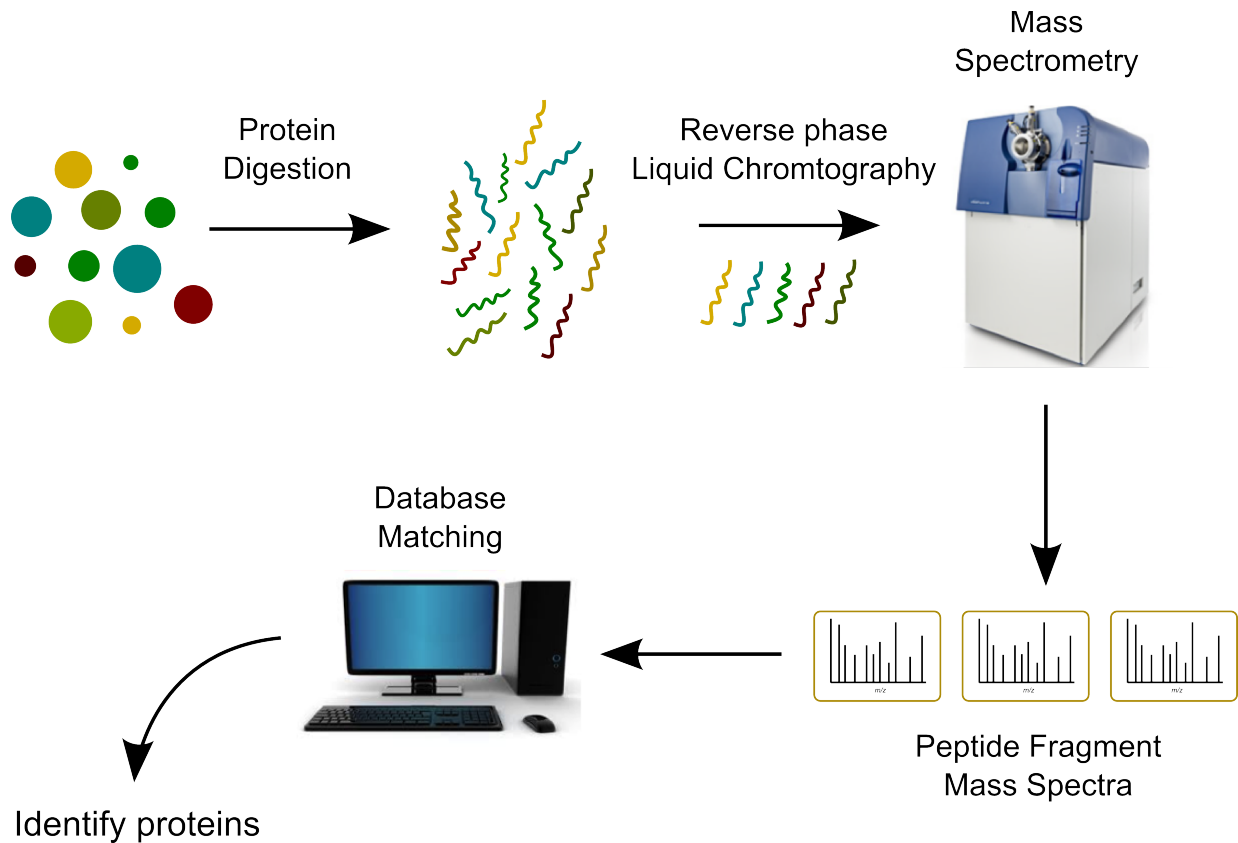 Mass
Spectrometry
Protein
Digestion
Reverse phase
Liquid Chromtography
Database
Matching
m/z
m/z
m/z
Peptide Fragment
Mass Spectra
Identify proteins